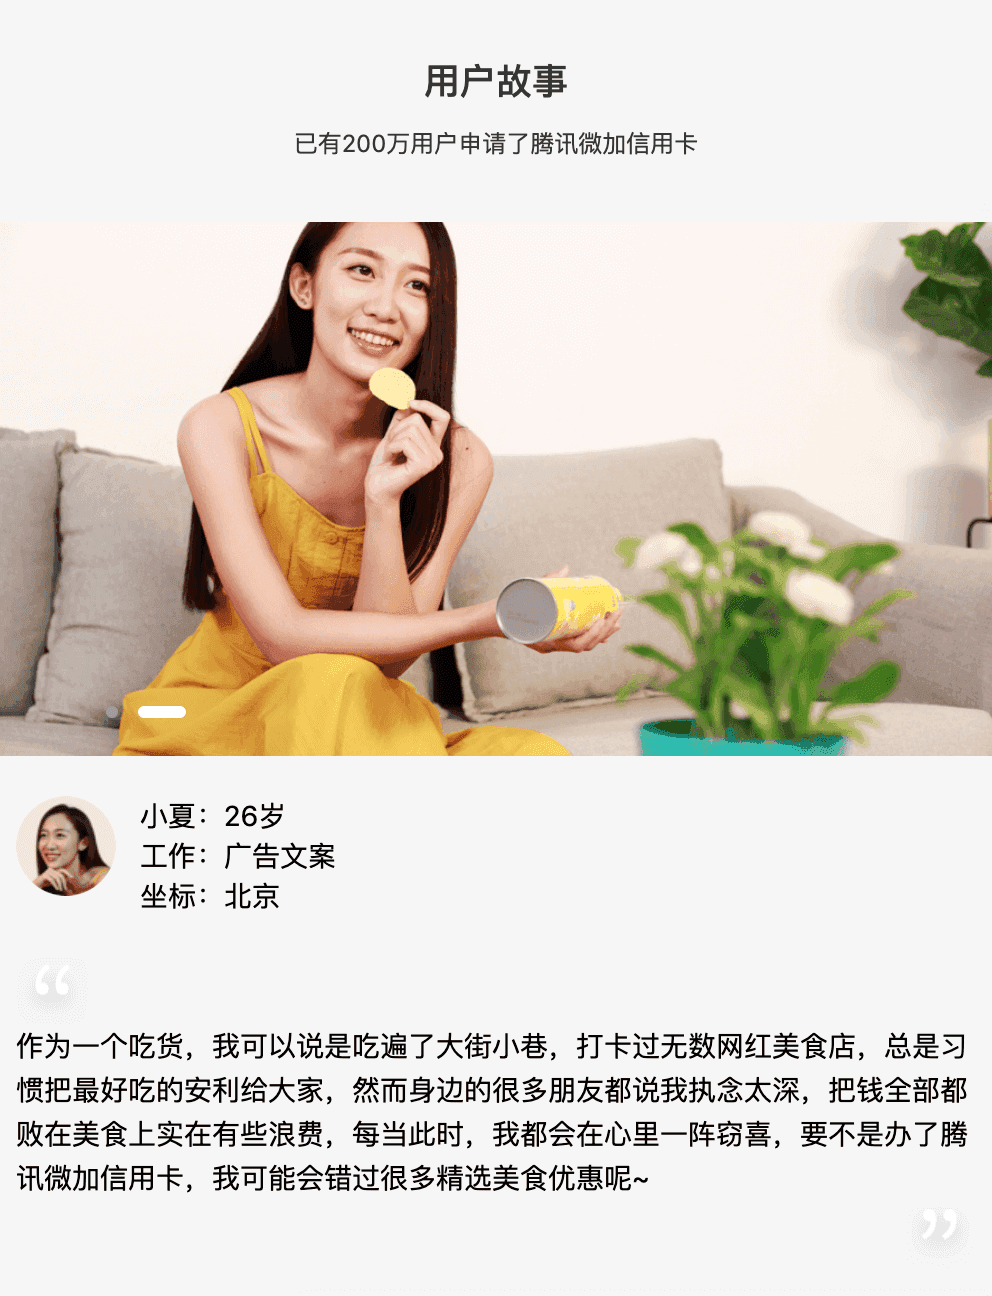 用户故事
已有200万用户申请了腾讯微加信用卡
小夏：26岁
工作：广告文案
坐标：北京
“
作为一个吃货，我可以说是吃遍了大街小巷，打卡过无数网红美食店，总是习
惯把最好吃的安利给大家，然而身边的很多朋友都说我执念太深，把钱全部都
败在美食上实在有些浪费，每当此时，我都会在心里一阵窃喜，要不是办了腾
讯微加信用卡，我可能会错过很多精选美食优惠呢~
”